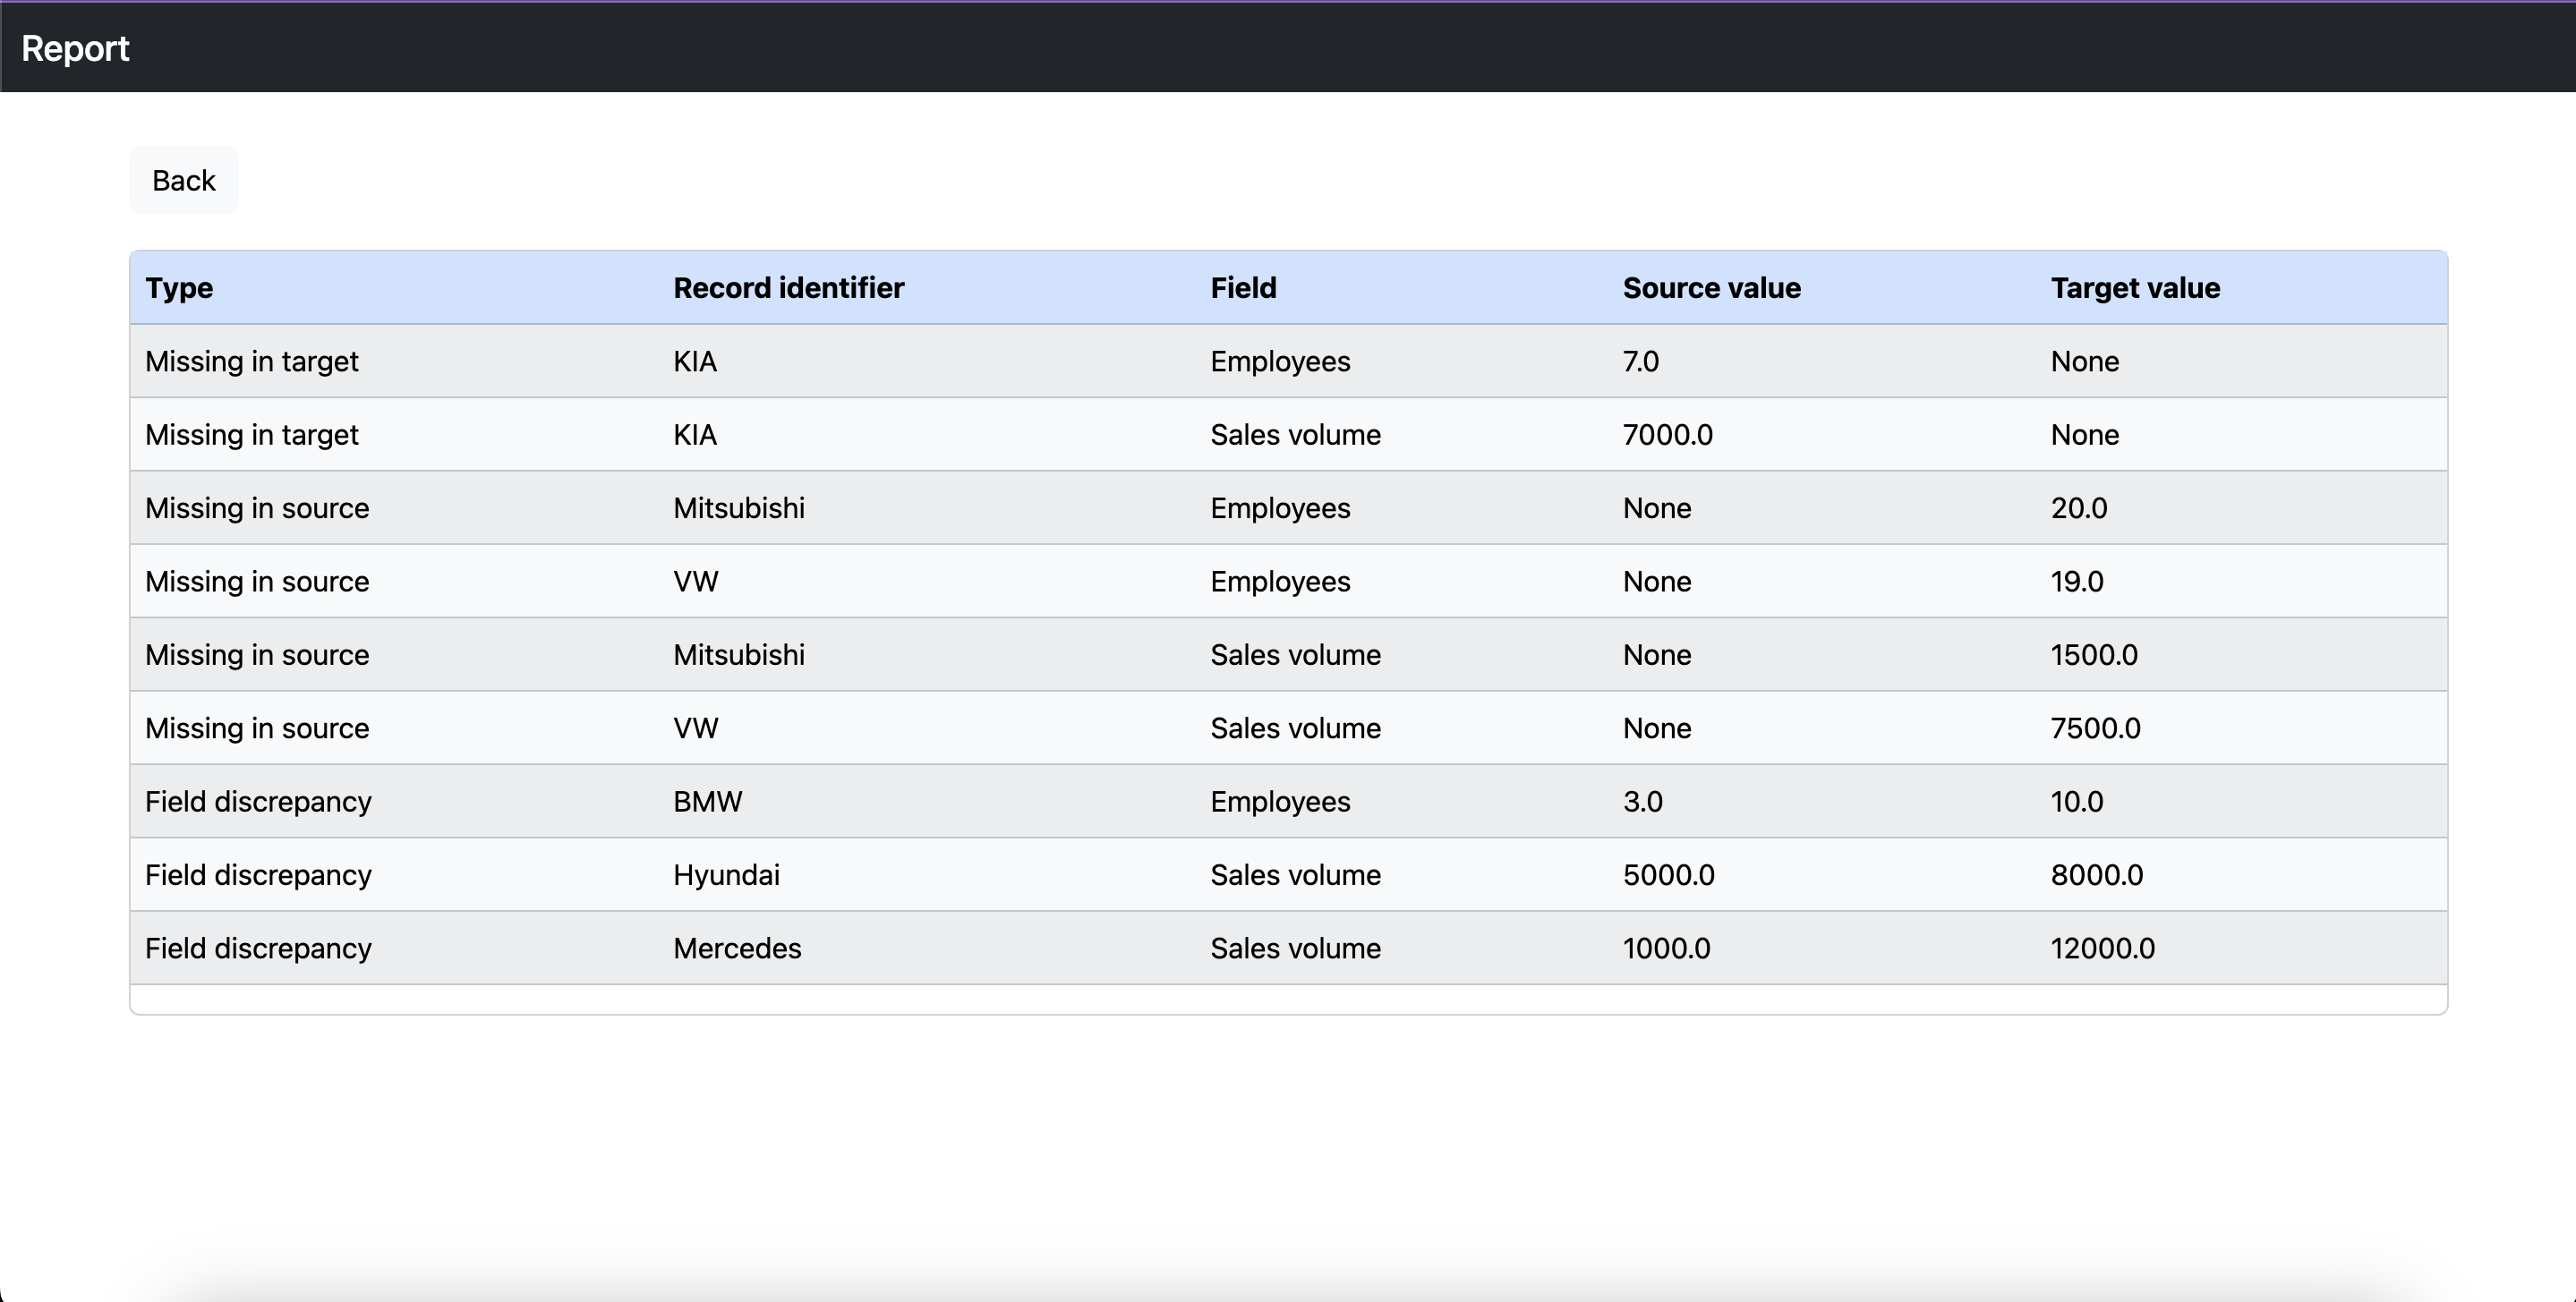 Report
Back
Type Record identifier Field Source value Target value
Missing in target KIA Employees 7.0 None
Missing in target KIA Sales volume 7000.0 None
Missing in source Mitsubishi Employees None 20.0
Missing in source VW Employees None 19.0
Missing in source Mitsubishi Sales volume None 1500.0
Missing in source VW Sales volume None 7500.0
Field discrepancy BMW Employees 3.0 10.0
Field discrepancy Hyundai Sales volume 5000.0 8000.0
Field discrepancy Mercedes Sales volume 1000.0 12000.0